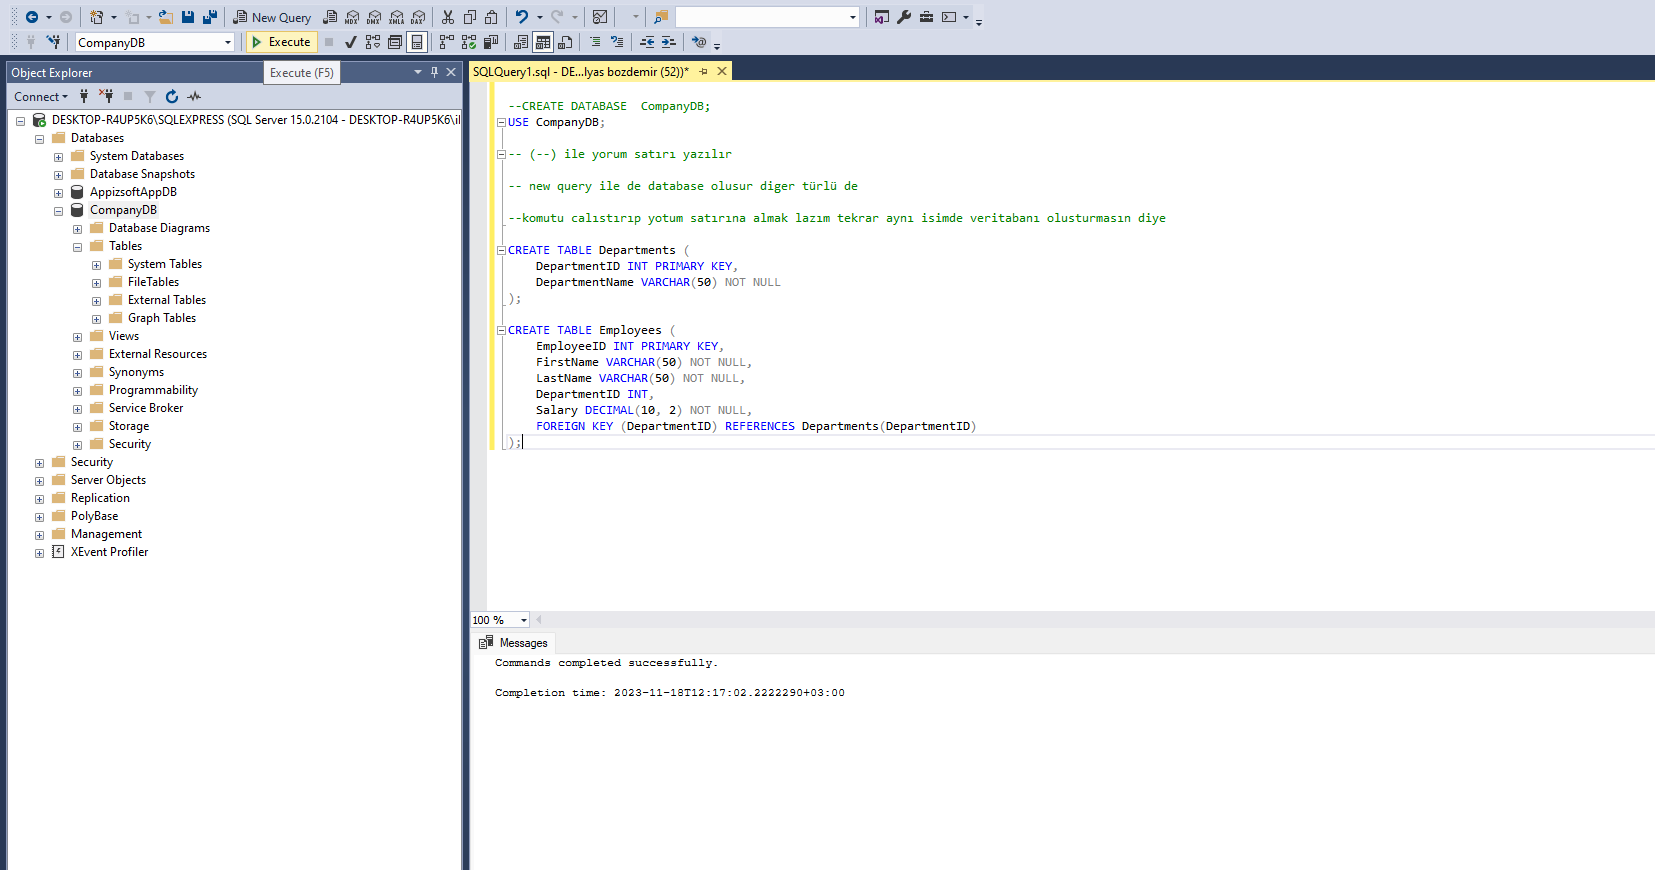 New Query
MDX DMX XMLA DAX
CompanyDB
Execute
Object Explorer
Execute (F5)
SQLQuery1.sql - DE...lyas bozdemir (52))*
Connect
DESKTOP-R4UP5K6\SQLEXPRESS (SQL Server 15.0.2104 - DESKTOP-R4UP5K6\il
Databases
System Databases
Database Snapshots
AppizsoftAppDB
CompanyDB
Database Diagrams
Tables
System Tables
FileTables
External Tables
Graph Tables
Views
External Resources
Synonyms
Programmability
Service Broker
Storage
Security
Security
Server Objects
Replication
PolyBase
Management
XEvent Profiler
--CREATE DATABASE  CompanyDB;
USE CompanyDB;
-- (--) ile yorum satırı yazılır
-- new query ile de database olusur diger türlü de
--komutu calıstırıp yotum satırına almak lazım tekrar aynı isimde veritabanı olusturmasın diye
CREATE TABLE Departments (
DepartmentID INT PRIMARY KEY,
DepartmentName VARCHAR(50) NOT NULL
);
CREATE TABLE Employees (
EmployeeID INT PRIMARY KEY,
FirstName VARCHAR(50) NOT NULL,
LastName VARCHAR(50) NOT NULL,
DepartmentID INT,
Salary DECIMAL(10, 2) NOT NULL,
FOREIGN KEY (DepartmentID) REFERENCES Departments(DepartmentID)
);
100 %
Messages
Commands completed successfully.
Completion time: 2023-11-18T12:17:02.2222290+03:00